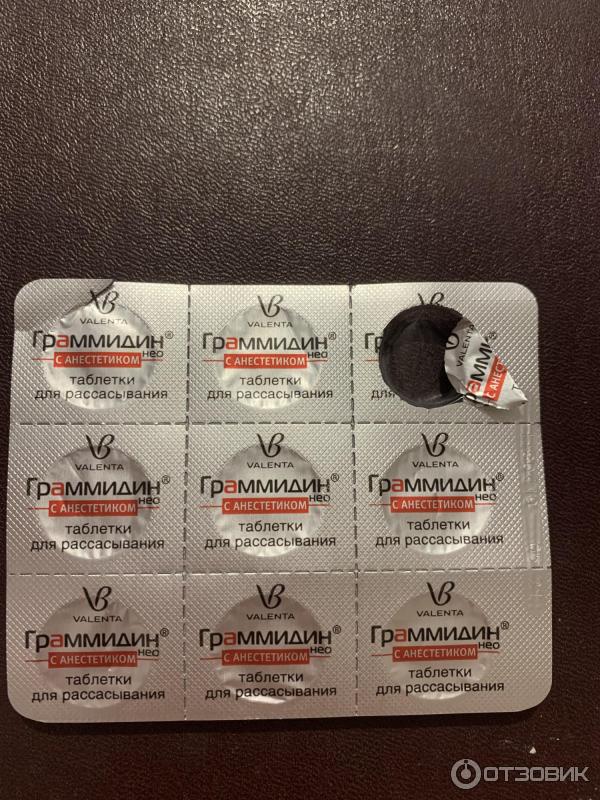 VALENTA
Граммидин®
нео
С АНЕСТЕТИКОМ
таблетки
для рассасывания
VALENTA
Граммидин®
нео
С АНЕСТЕТИКОМ
таблетки
для рассасывания
VALENTA
АММИ
С АНЕСТЕ
VALENTA
Граммидин®
нео
С АНЕСТЕТИКОМ
таблетки
для рассасывания
VALENTA
Граммидин®
нео
С АНЕСТЕТИКОМ
таблетки
для рассасывания
VALENTA
Граммидин®
нео
С АНЕСТЕТИКОМ
таблетки
для рассасывания
VALENTA
Граммидин®
нео
С АНЕСТЕТИКОМ
таблетки
для рассасывания
VALENTA
Граммидин®
нео
С АНЕСТЕТИКОМ
таблетки
для рассасывания
VALENTA
Граммидин®
нео
С АНЕСТЕТИКОМ
таблетки
для рассасывания
ОТЗОВИК